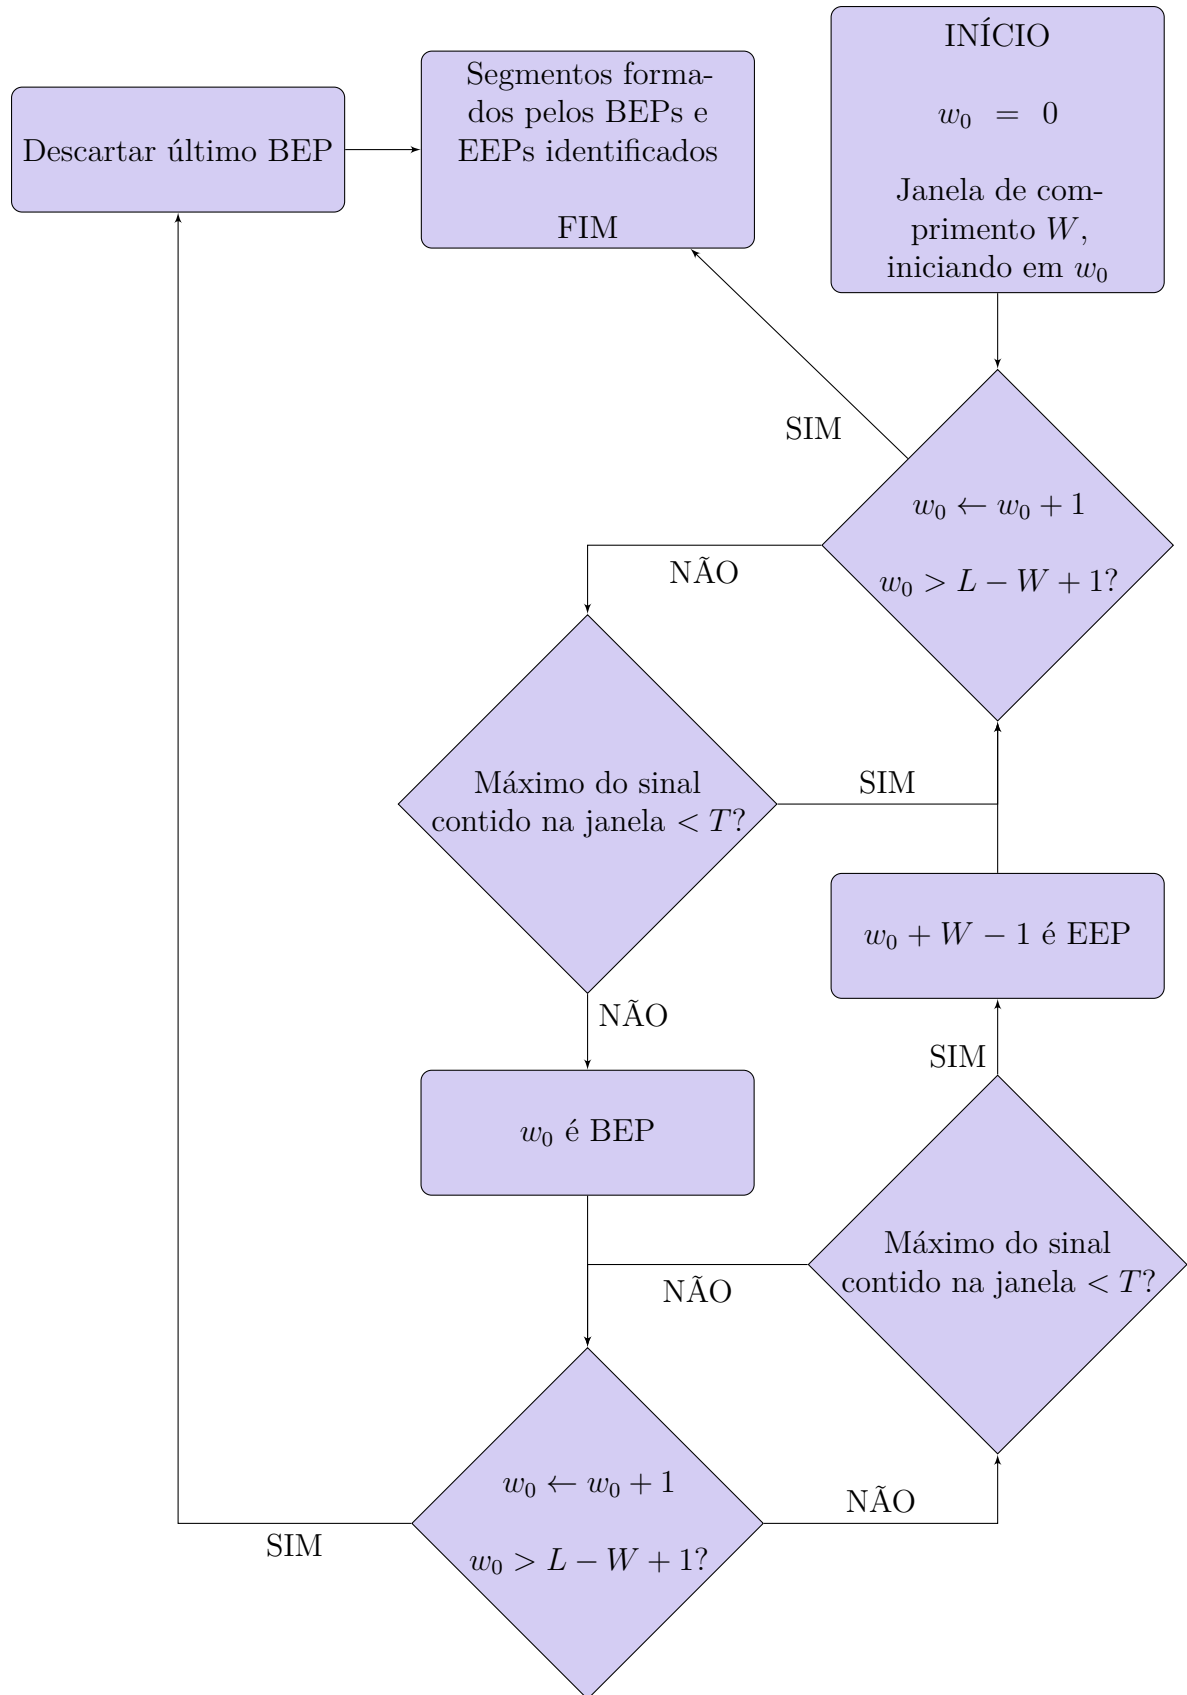 INÍCIO
w₀ = 0
Janela de com-
primento W,
iniciando em w₀
Segmentos forma-
dos pelos BEPs e
EEPs identificados
FIM
Descartar último BEP
SIM
w₀ ← w₀ + 1
w₀ > L − W + 1?
NÃO
Máximo do sinal
contido na janela < T?
SIM
w₀ + W − 1 é EEP
NÃO
SIM
w₀ é BEP
Máximo do sinal
contido na janela < T?
NÃO
w₀ ← w₀ + 1
w₀ > L − W + 1?
NÃO
SIM